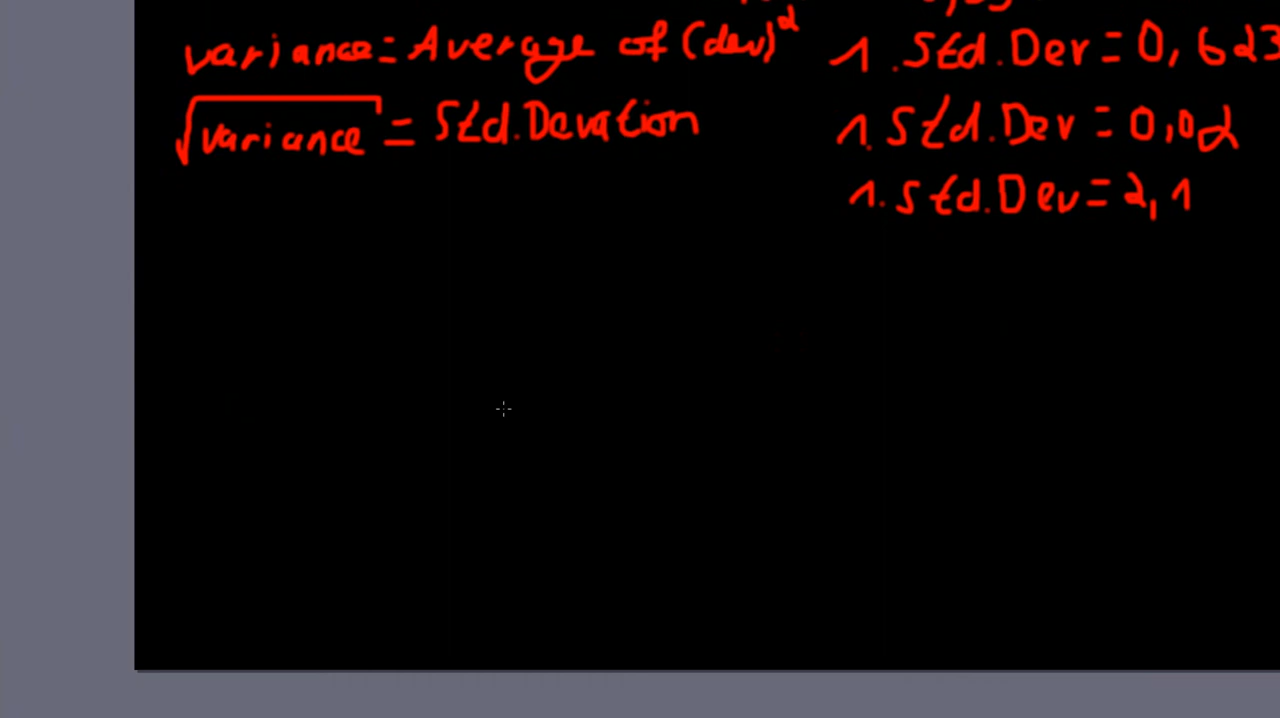 variance = Average of (dev)²
√variance = Std.Devation
1.Std.Dev = 0,623
1.Std.Dev = 0,02
1.Std.Dev = 2,1